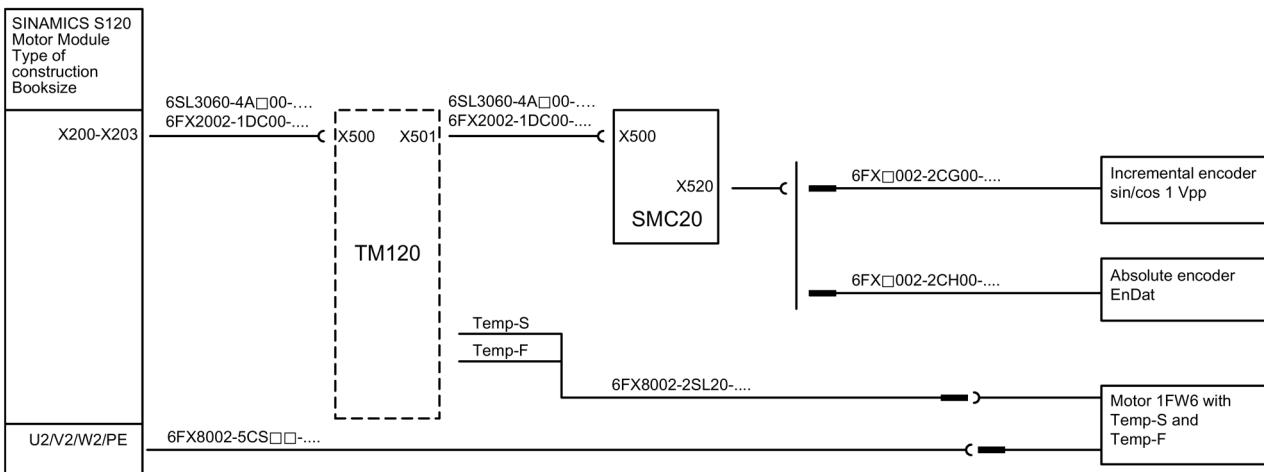 SINAMICS S120
Motor Module
Type of
construction
Booksize
6SL3060-4A□00-....
6FX2002-1DC00-....
6SL3060-4A□00-....
6FX2002-1DC00-....
X200-X203
X500
X501
X500
X520
SMC20
TM120
6FX□002-2CG00-....
Incremental encoder
sin/cos 1 Vpp
6FX□002-2CH00-....
Absolute encoder
EnDat
Temp-S
Temp-F
6FX8002-2SL20-....
Motor 1FW6 with
Temp-S and
Temp-F
U2/V2/W2/PE
6FX8002-5CS□□-....